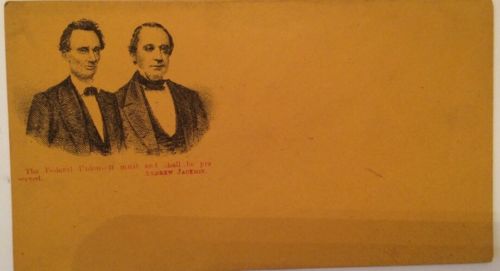 The Federal Union—it must and shall be pre
served. ANDREW JACKSON.